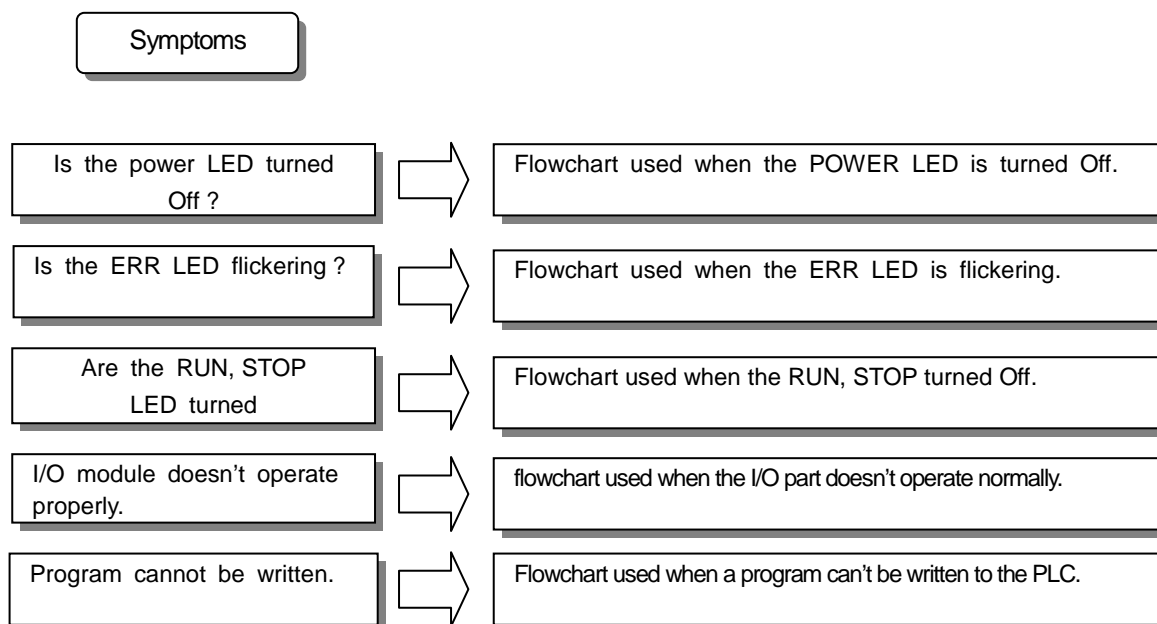 Symptoms
Is the power LED turned
Off ?
Flowchart used when the POWER LED is turned Off.
Is the ERR LED flickering ?
Flowchart used when the ERR LED is flickering.
Are the RUN, STOP
LED turned
Flowchart used when the RUN, STOP turned Off.
I/O module doesn’t operate
properly.
flowchart used when the I/O part doesn’t operate normally.
Program cannot be written.
Flowchart used when a program can’t be written to the PLC.